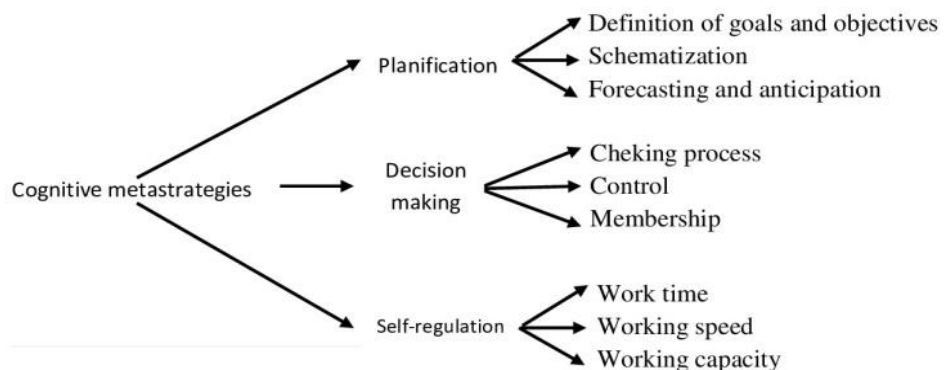 Cognitive metastrategies
Planification
Definition of goals and objectives
Schematization
Forecasting and anticipation
Decision
making
Cheking process
Control
Membership
Self-regulation
Work time
Working speed
Working capacity